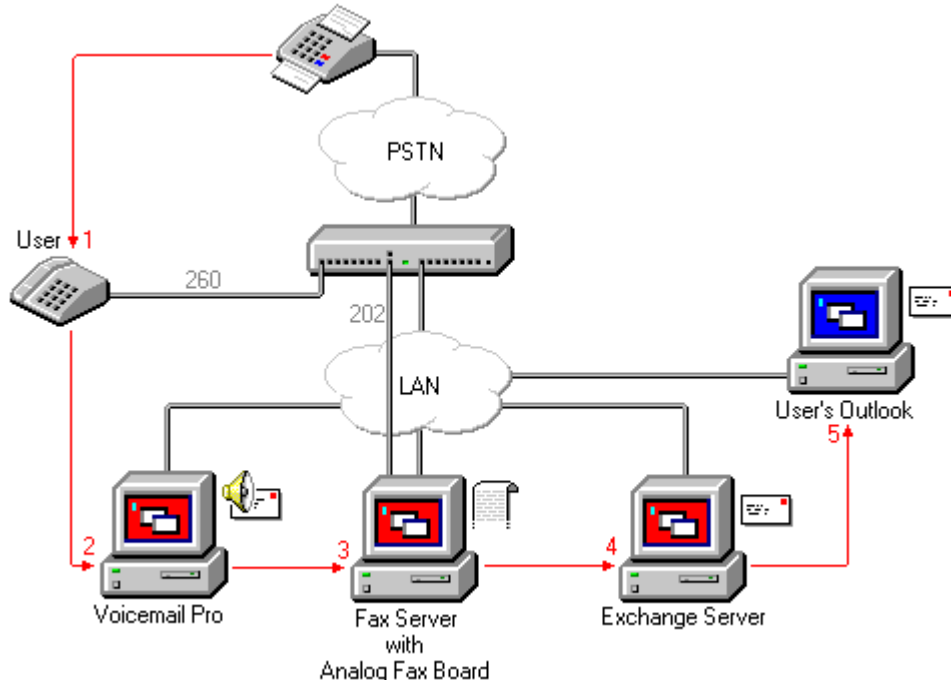 PSTN
User
1
260
202
LAN
User's Outlook
5
2
3
4
Voicemail Pro
Fax Server
with
Analog Fax Board
Exchange Server